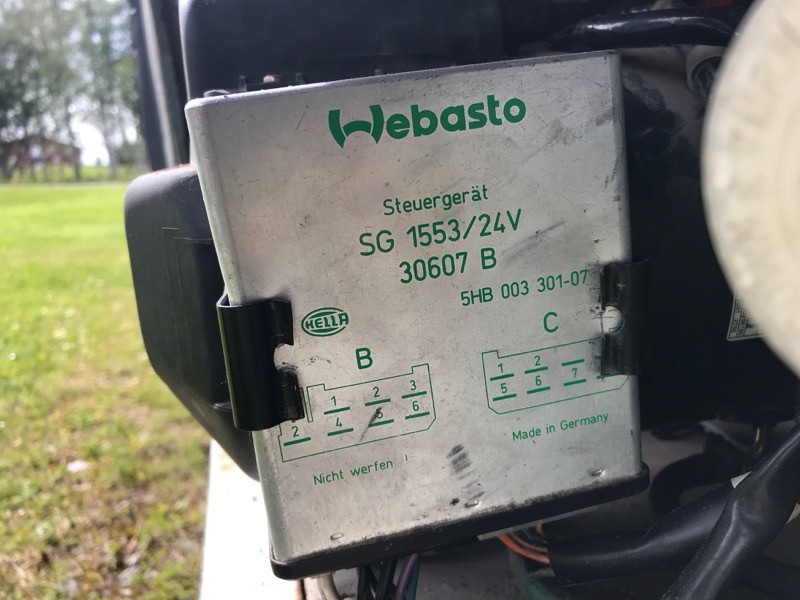 Webasto
Steuergerät
SG 1553/24V
30607 B
5HB 003 301-07
HELLA
B
C
1 2 3
2 4 5 6
1 2
5 6 7
Nicht werfen !
Made in Germany